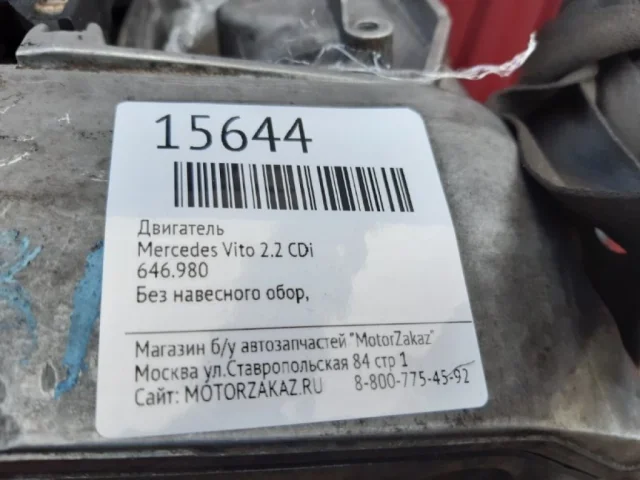 15644
Двигатель
Mercedes Vito 2.2 CDi
646.980
Без навесного обор,
Магазин б/у автозапчастей "MotorZakaz"
Москва ул.Ставропольская 84 стр 1
Сайт: MOTORZAKAZ.RU 8-800-775-45-92